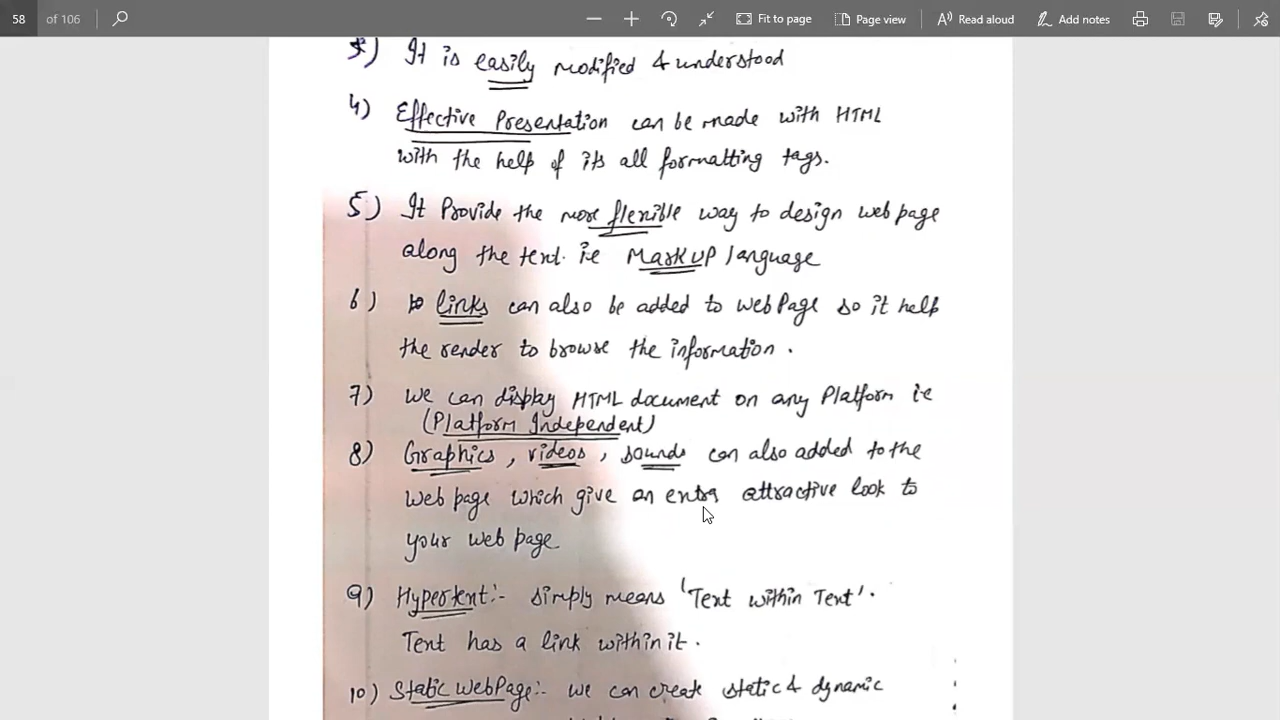 58 of 106
Fit to page
Page view
Read aloud
Add notes
3) It is easily modified & understood
4) Effective Presentation can be made with HTML
with the help of its all formatting tags.
5) It Provide the more flexible way to design web page
along the text. i.e MarkUP language
6) links can also be added to web Page so it help
the render to browse the information.
7) We can display HTML document on any Platform i.e
(Platform Independent)
8) Graphics, videos, sounds can also added to the
web page which give an extra attractive look to
your web page
9) Hypertext:- simply means 'Text within Text'.
Text has a link within it.
10) Static WebPage:- We can create static & dynamic